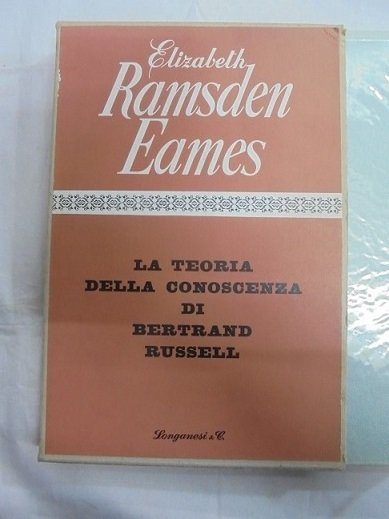 Elizabeth
Ramsden
Eames
LA TEORIA
DELLA CONOSCENZA
DI
BERTRAND
RUSSELL
Longanesi & C.